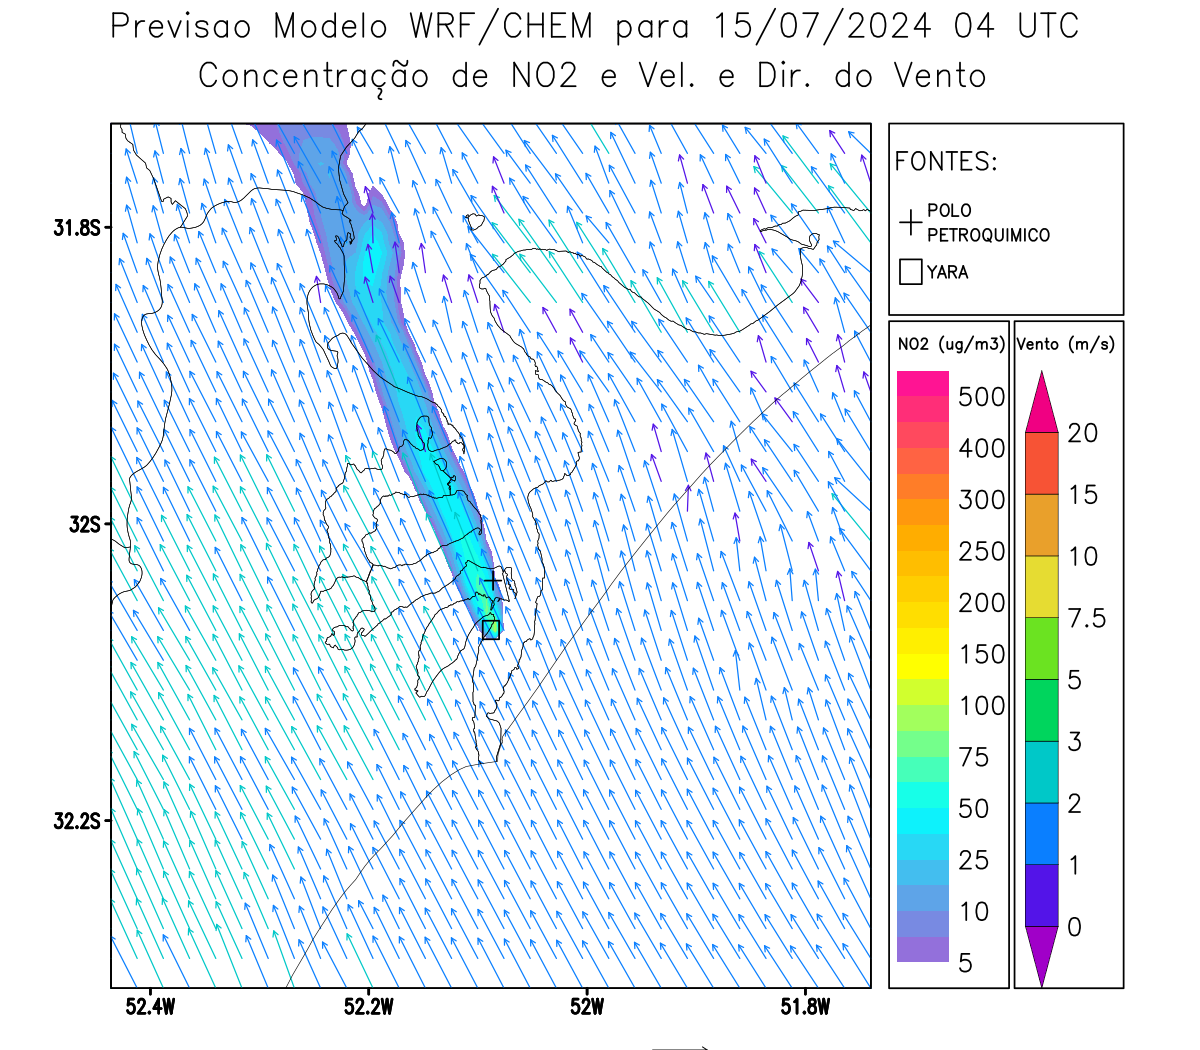 Previsao Modelo WRF/CHEM para 15/07/2024 04 UTC
Concentração de NO2 e Vel. e Dir. do Vento
FONTES:
POLO
PETROQUIMICO
YARA
NO2 (ug/m3)
500
400
300
250
200
150
100
75
50
25
10
5
Vento (m/s)
20
15
10
7.5
5
3
2
1
0
31.8S
32S
32.2S
52.4W
52.2W
52W
51.8W